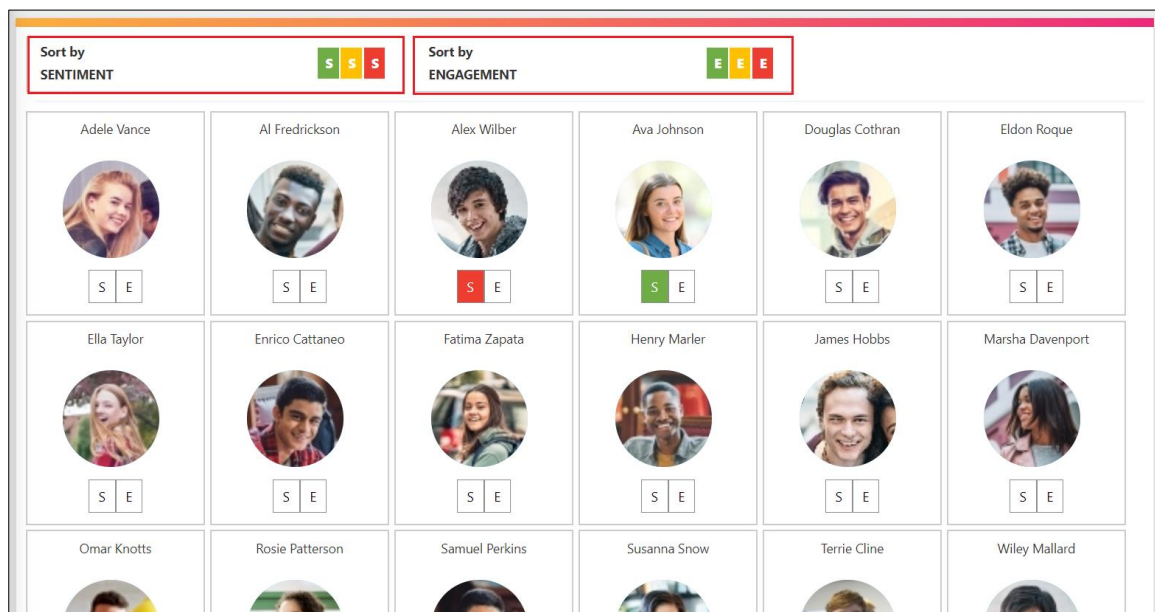 Sort by
SENTIMENT
S S S
Sort by
ENGAGEMENT
E E E
Adele Vance
Al Fredrickson
Alex Wilber
Ava Johnson
Douglas Cothran
Eldon Roque
S E
S E
S E
S E
S E
S E
Ella Taylor
Enrico Cattaneo
Fatima Zapata
Henry Marler
James Hobbs
Marsha Davenport
S E
S E
S E
S E
S E
S E
Omar Knotts
Rosie Patterson
Samuel Perkins
Susanna Snow
Terrie Cline
Wiley Mallard